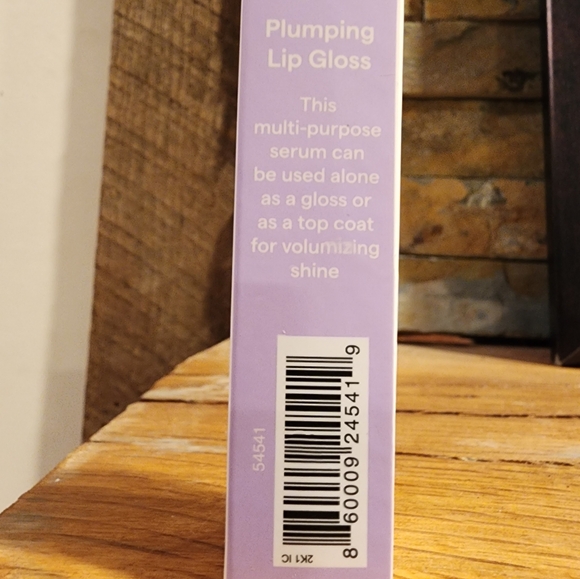 Plumping
Lip Gloss
This
multi-purpose
serum can
be used alone
as a gloss or
as a top coat
for volumizing
shine
54541
8 60009 24541 9
2K1 IC